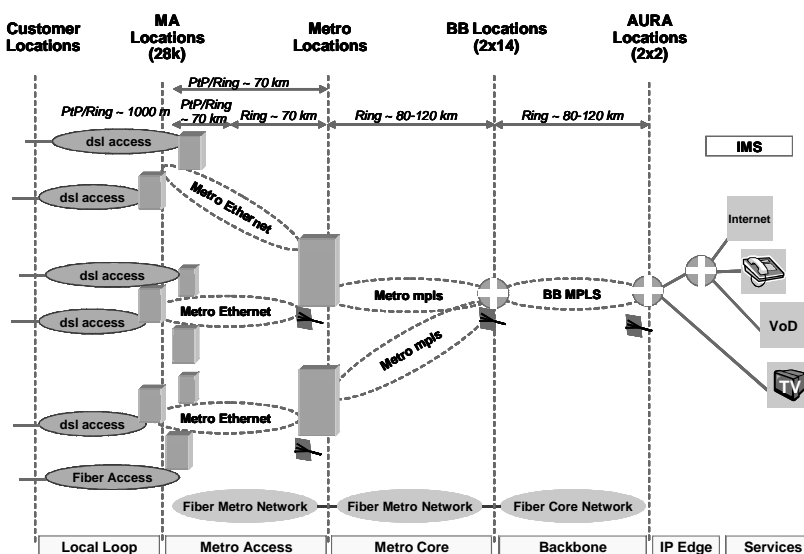 Customer
Locations
MA
Locations
(28k)
Metro
Locations
BB Locations
(2x14)
AURA
Locations
(2x2)
PtP/Ring ~ 70 km
PtP/Ring ~ 1000 m
PtP/Ring
~ 70 km
Ring ~ 70 km
Ring ~ 80-120 km
Ring ~ 80-120 km
dsl access
IMS
dsl access
Metro Ethernet
Internet
dsl access
Metro mpls
BB MPLS
Metro Ethernet
dsl access
VoD
Metro mpls
TV
Metro Ethernet
dsl access
Fiber Access
Fiber Metro Network
Fiber Metro Network
Fiber Core Network
Local Loop
Metro Access
Metro Core
Backbone
IP Edge
Services